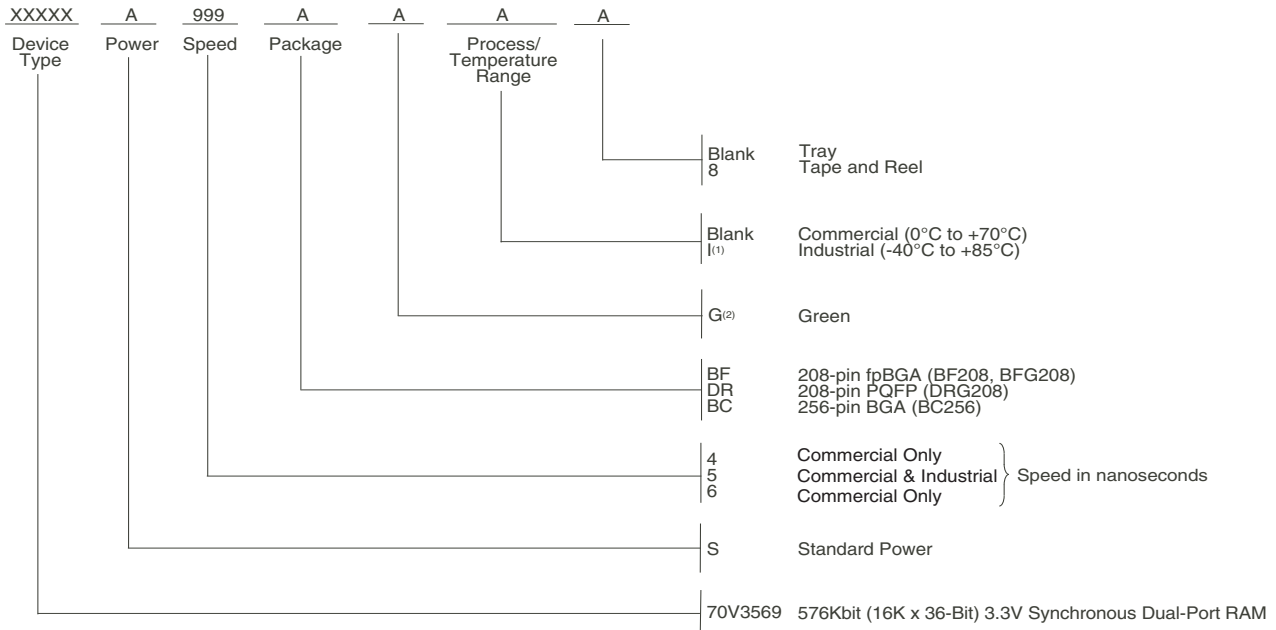 XXXXX A 999 A A A A
Device Type Power Speed Package Process/ Temperature Range
Blank Tray
8 Tape and Reel
Blank Commercial (0°C to +70°C)
I(1) Industrial (-40°C to +85°C)
G(2) Green
BF 208-pin fpBGA (BF208, BFG208)
DR 208-pin PQFP (DRG208)
BC 256-pin BGA (BC256)
4 Commercial Only
5 Commercial & Industrial Speed in nanoseconds
6 Commercial Only
S Standard Power
70V3569 576Kbit (16K x 36-Bit) 3.3V Synchronous Dual-Port RAM